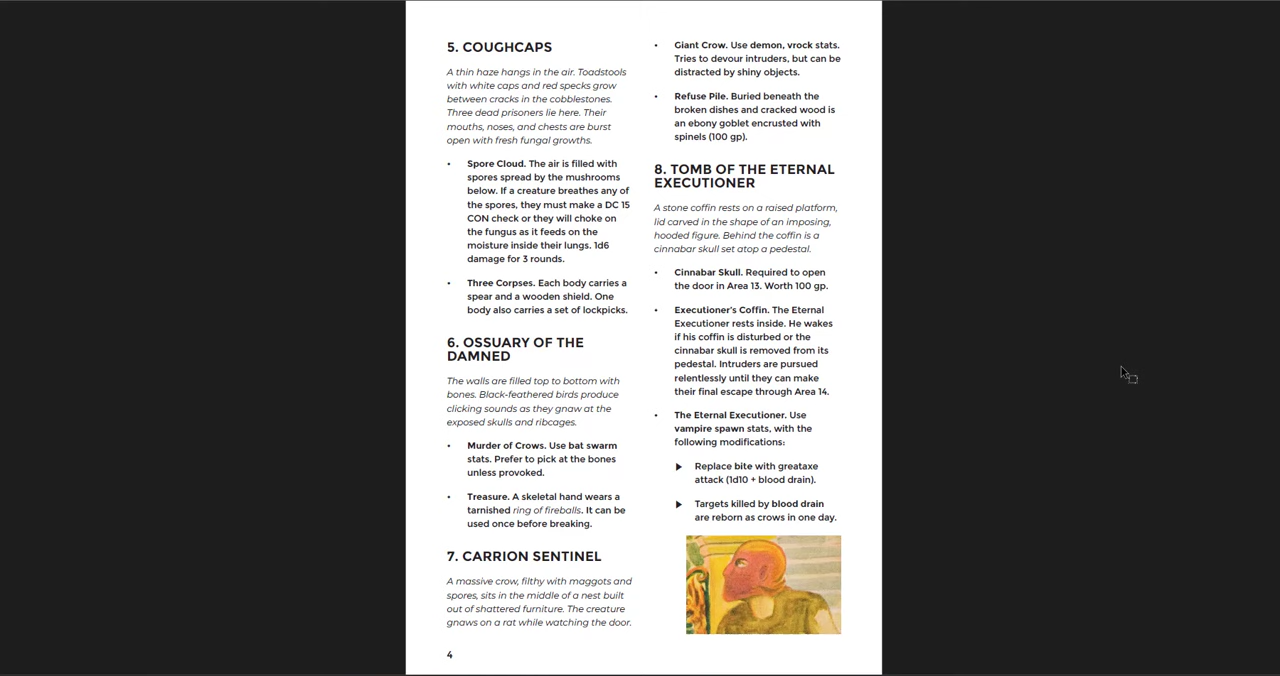 5. COUGHCAPS
A thin haze hangs in the air. Toadstools
with white caps and red specks grow
between cracks in the cobblestones.
Three dead prisoners lie here. Their
mouths, noses, and chests are burst
open with fresh fungal growths.
• Spore Cloud. The air is filled with
spores spread by the mushrooms
below. If a creature breathes any of
the spores, they must make a DC 15
CON check or they will choke on
the fungus as it feeds on the
moisture inside their lungs. 1d6
damage for 3 rounds.
• Three Corpses. Each body carries a
spear and a wooden shield. One
body also carries a set of lockpicks.
6. OSSUARY OF THE
DAMNED
The walls are filled top to bottom with
bones. Black-feathered birds produce
clicking sounds as they gnaw at the
exposed skulls and ribcages.
• Murder of Crows. Use bat swarm
stats. Prefer to pick at the bones
unless provoked.
• Treasure. A skeletal hand wears a
tarnished ring of fireballs. It can be
used once before breaking.
7. CARRION SENTINEL
A massive crow, filthy with maggots and
spores, sits in the middle of a nest built
out of shattered furniture. The creature
gnaws on a rat while watching the door.
• Giant Crow. Use demon, vrock stats.
Tries to devour intruders, but can be
distracted by shiny objects.
• Refuse Pile. Buried beneath the
broken dishes and cracked wood is
an ebony goblet encrusted with
spinels (100 gp).
8. TOMB OF THE ETERNAL
EXECUTIONER
A stone coffin rests on a raised platform,
lid carved in the shape of an imposing,
hooded figure. Behind the coffin is a
cinnabar skull set atop a pedestal.
• Cinnabar Skull. Required to open
the door in Area 13. Worth 100 gp.
• Executioner's Coffin. The Eternal
Executioner rests inside. He wakes
if his coffin is disturbed or the
cinnabar skull is removed from its
pedestal. Intruders are pursued
relentlessly until they can make
their final escape through Area 14.
• The Eternal Executioner. Use
vampire spawn stats, with the
following modifications:
▶ Replace bite with greataxe
attack (1d10 + blood drain).
▶ Targets killed by blood drain
are reborn as crows in one day.
4